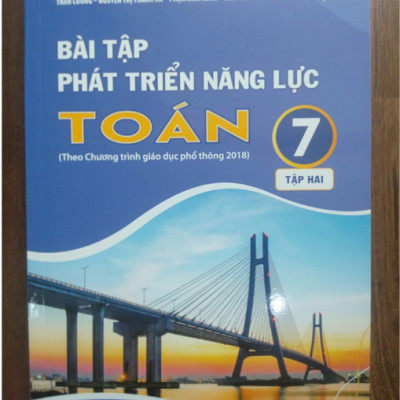 BÀI TẬP
PHÁT TRIỂN NĂNG LỰC
TOÁN 7
(Theo Chương trình giáo dục phổ thông 2018)
TẬP HAI